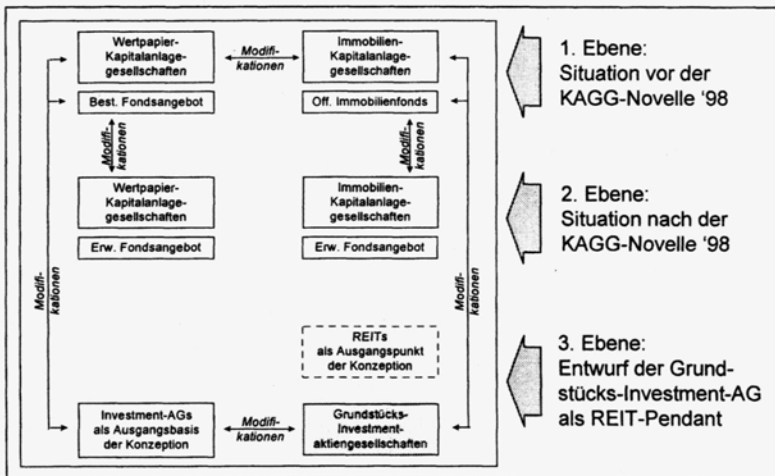 Wertpapier-
Kapitalanlage-
gesellschaften
Modifi-
kationen
Immobilien-
Kapitalanlage-
gesellschaften
Best. Fondsangebot
Off. Immobilienfonds
1. Ebene:
Situation vor der
KAGG-Novelle '98
Modifi-
kationen
Modifi-
kationen
Wertpapier-
Kapitalanlage-
gesellschaften
Immobilien-
Kapitalanlage-
gesellschaften
Erw. Fondsangebot
Erw. Fondsangebot
2. Ebene:
Situation nach der
KAGG-Novelle '98
Modifi-
kationen
Modifi-
kationen
REITs
als Ausgangspunkt
der Konzeption
3. Ebene:
Entwurf der Grund-
stücks-Investment-AG
als REIT-Pendant
Investment-AGs
als Ausgangsbasis
der Konzeption
Modifi-
kationen
Grundstücks-
Investment-
aktiengesellschaften